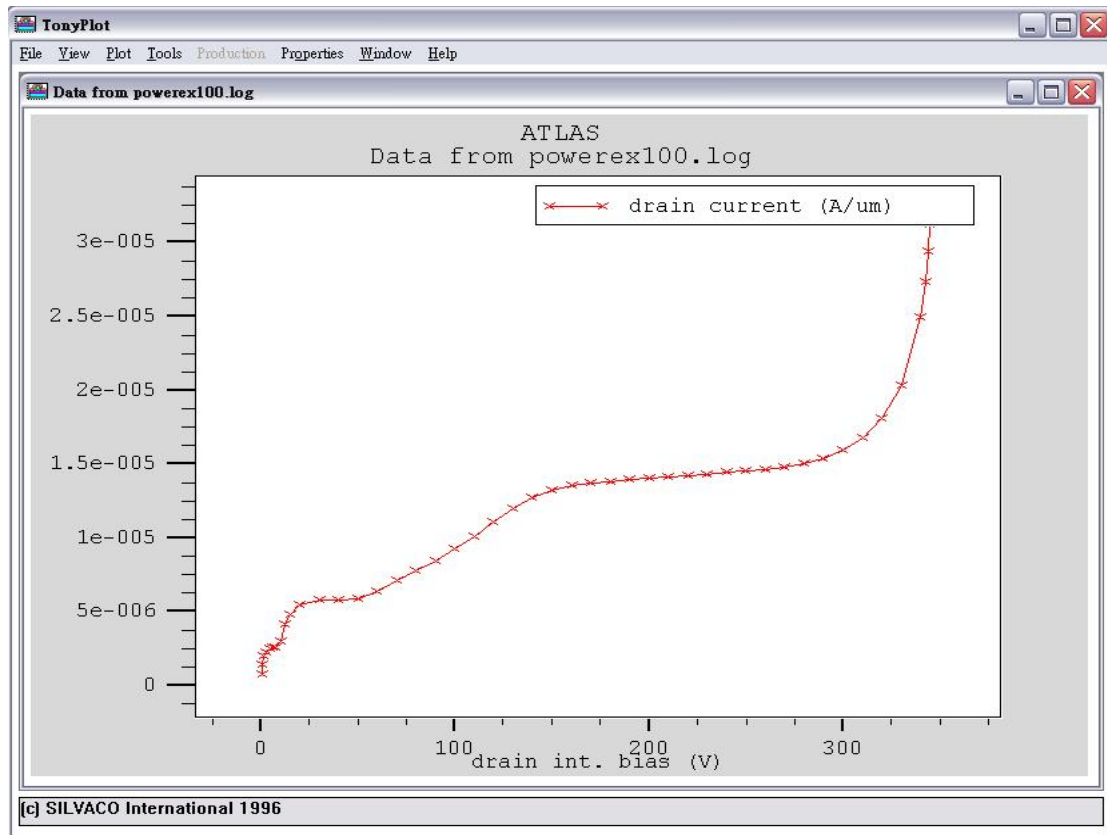 TonyPlot
File View Plot Tools Production Properties Window Help
Data from powerex100.log
ATLAS
Data from powerex100.log
drain current (A/um)
3e-005
2.5e-005
2e-005
1.5e-005
1e-005
5e-006
0
0 100 200 300
drain int. bias (V)
(c) SILVACO International 1996